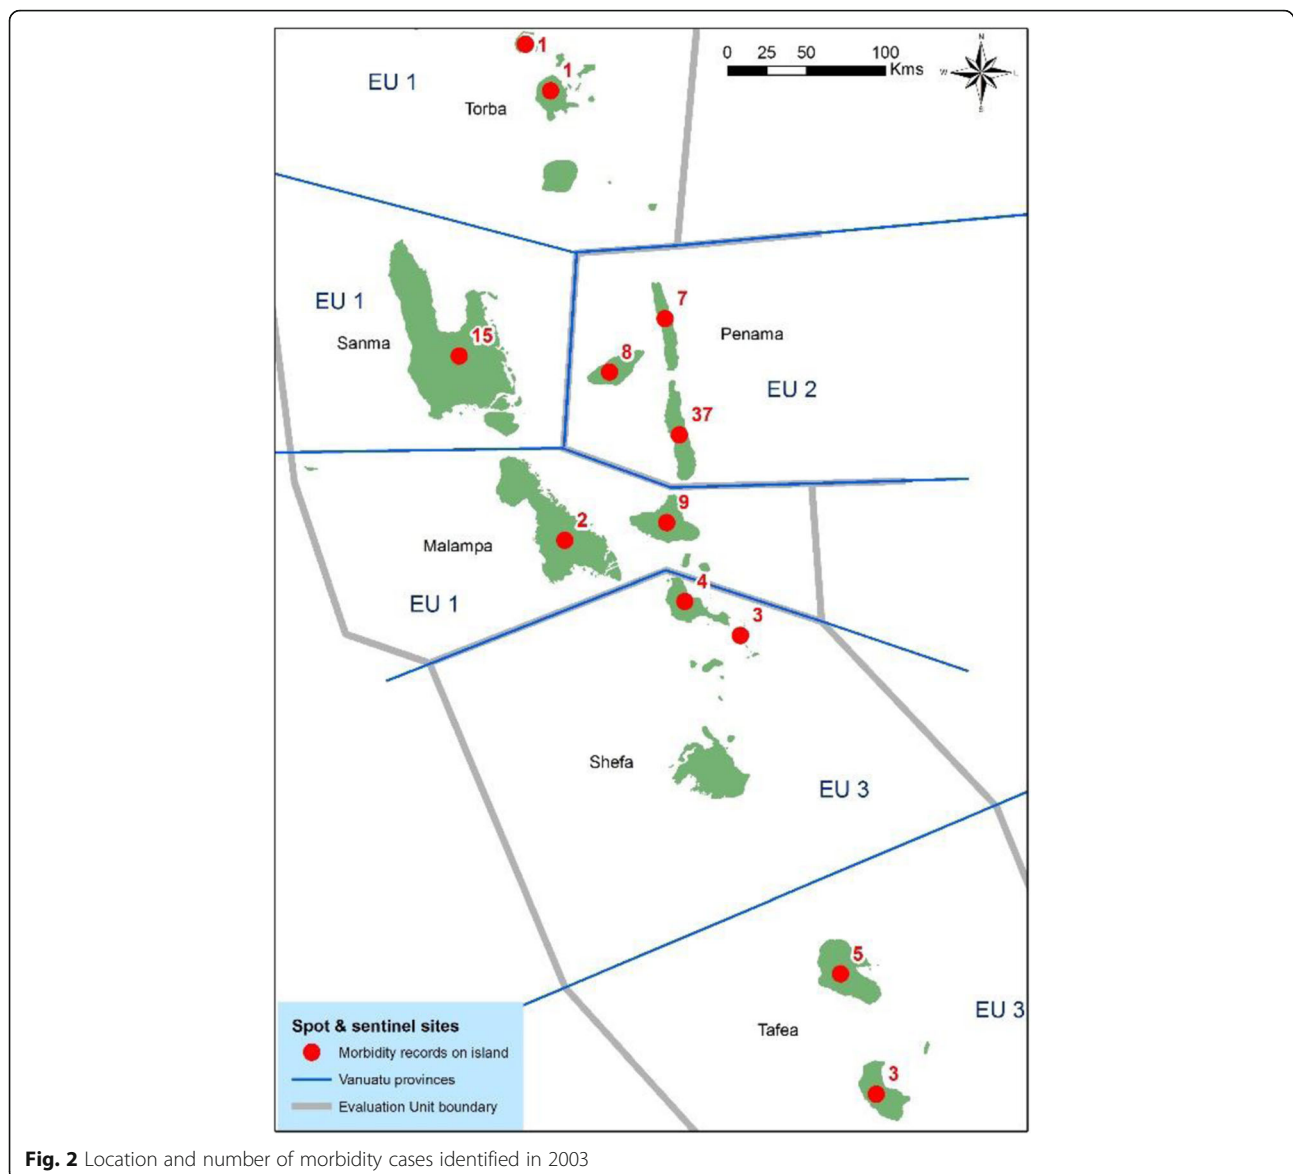 1
0 25 50 100
Kms
N
W
L
S
EU 1
1
Torba
EU 1
Sanma
15
7
Penama
8
EU 2
37
9
2
Malampa
4
EU 1
3
Shefa
EU 3
5
EU 3
Tafea
3
Spot & sentinel sites
Morbidity records on island
Vanuatu provinces
Evaluation Unit boundary
Fig. 2 Location and number of morbidity cases identified in 2003